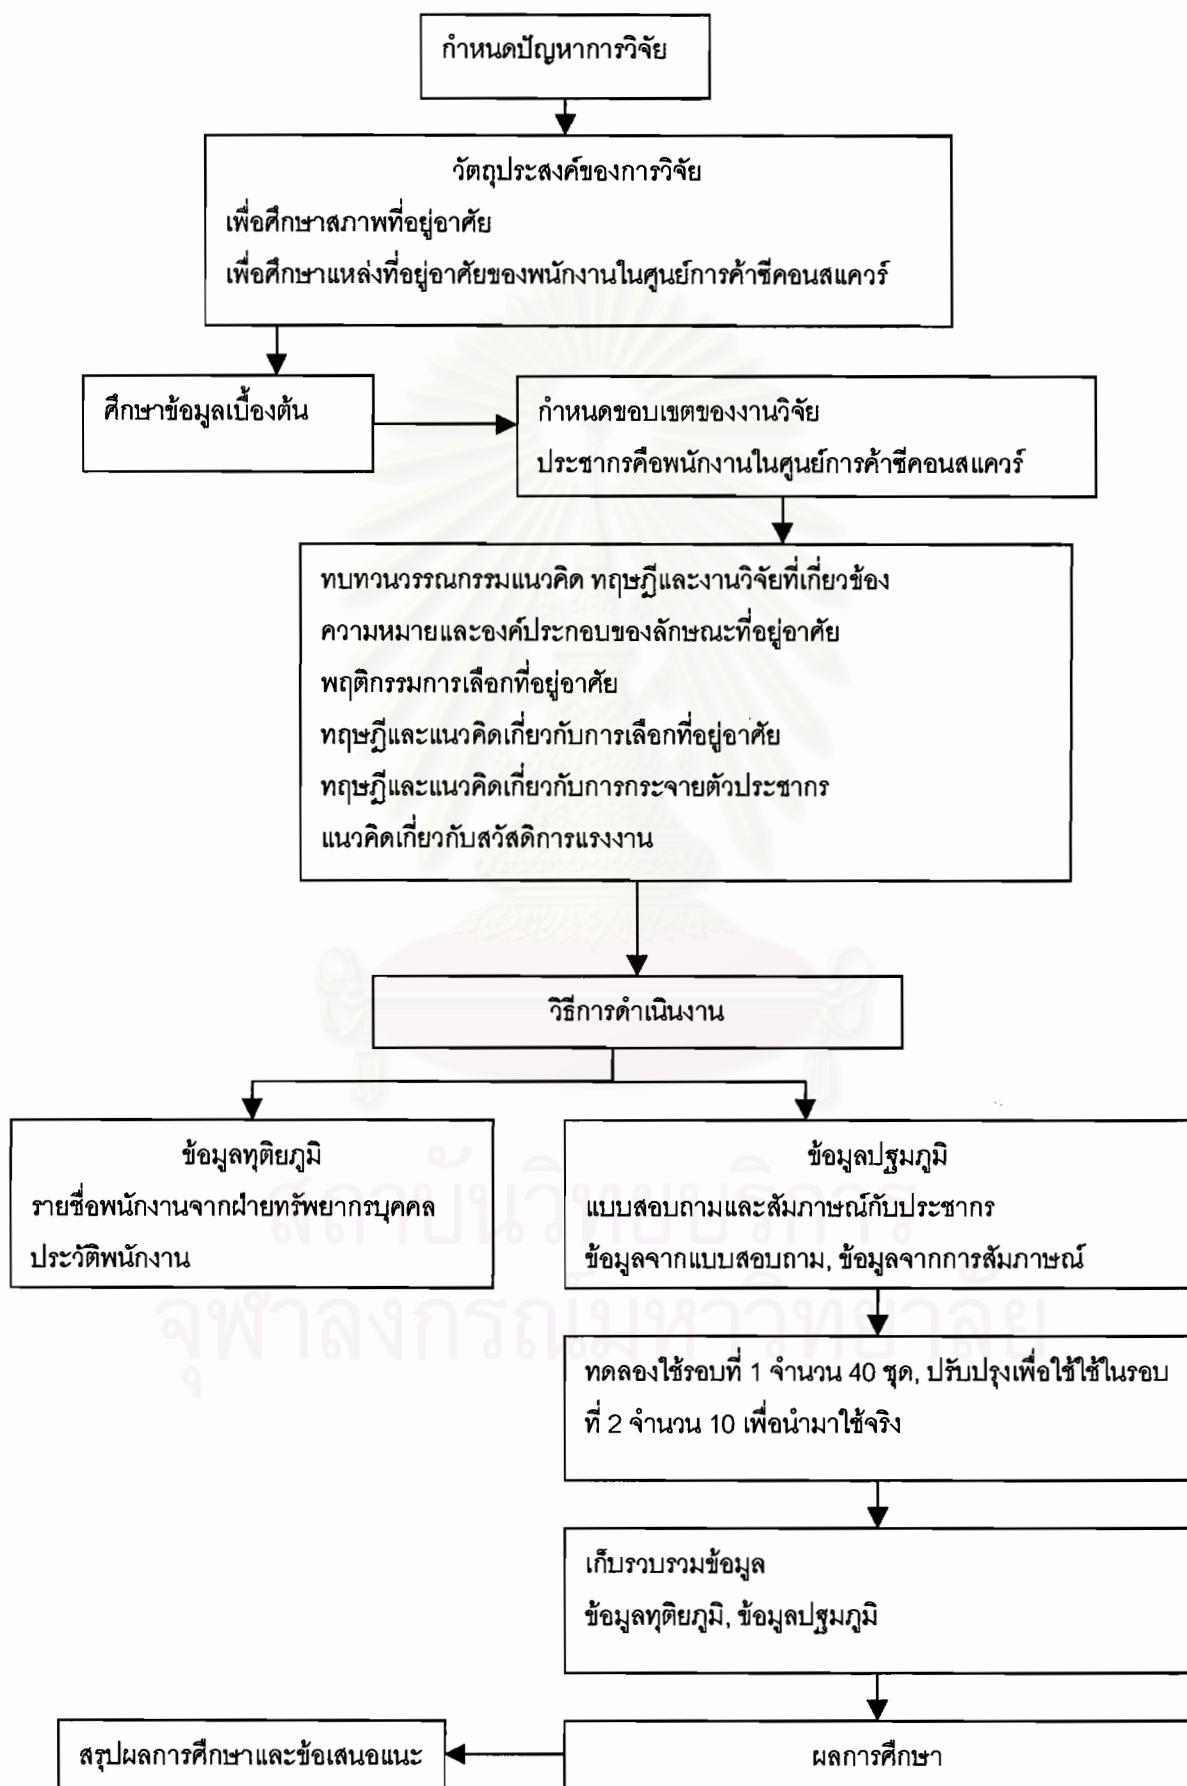 กำหนดปัญหาการวิจัย
วัตถุประสงค์ของการวิจัย
เพื่อศึกษาสภาพที่อยู่อาศัย
เพื่อศึกษาแหล่งที่อยู่อาศัยของพนักงานในศูนย์การค้าซีคอนสแควร์
ศึกษาข้อมูลเบื้องต้น
กำหนดขอบเขตของงานวิจัย
ประชากรคือพนักงานในศูนย์การค้าซีคอนสแควร์
ทบทวนวรรณกรรมแนวคิด ทฤษฎีและงานวิจัยที่เกี่ยวข้อง
ความหมายและองค์ประกอบของลักษณะที่อยู่อาศัย
พฤติกรรมการเลือกที่อยู่อาศัย
ทฤษฎีและแนวคิดเกี่ยวกับการเลือกที่อยู่อาศัย
ทฤษฎีและแนวคิดเกี่ยวกับการกระจายตัวประชากร
แนวคิดเกี่ยวกับสวัสดิการแรงงาน
วิธีการดำเนินงาน
ข้อมูลทุติยภูมิ
รายชื่อพนักงานจากฝ่ายทรัพยากรบุคคล
ประวัติพนักงาน
ข้อมูลปฐมภูมิ
แบบสอบถามและสัมภาษณ์กับประชากร
ข้อมูลจากแบบสอบถาม, ข้อมูลจากการสัมภาษณ์
สถาบันวิทยบริการ
จุฬาลงกรณ์มหาวิทยาลัย
ทดลองใช้รอบที่ 1 จำนวน 40 ชุด, ปรับปรุงเพื่อใช้ใช้ในรอบ
ที่ 2 จำนวน 10 เพื่อนำมาใช้จริง
เก็บรวบรวมข้อมูล
ข้อมูลทุติยภูมิ, ข้อมูลปฐมภูมิ
สรุปผลการศึกษาและข้อเสนอแนะ
ผลการศึกษา